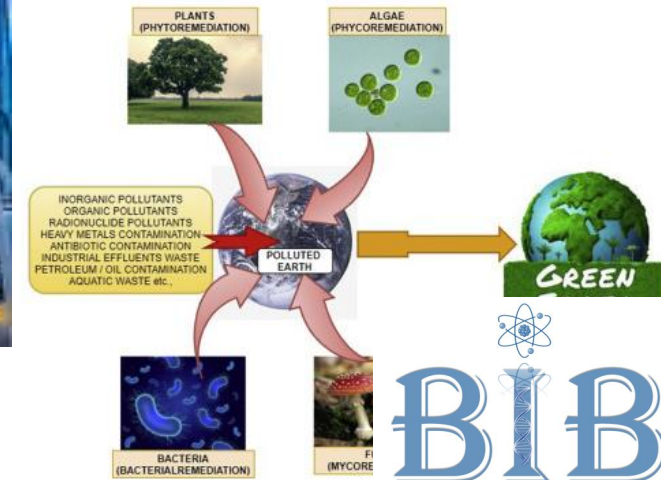 PLANTS
(PHYTOREMEDIATION)
ALGAE
(PHYCOREMEDIATION)
INORGANIC POLLUTANTS
ORGANIC POLLUTANTS
RADIONUCLIDE POLLUTANTS
HEAVY METALS CONTAMINATION
ANTIBIOTIC CONTAMINATION
INDUSTRIAL EFFLUENTS WASTE
PETROLEUM / OIL CONTAMINATION
AQUATIC WASTE etc.,
POLLUTED
EARTH
GREEN
BACTERIA
(BACTERIALREMEDIATION)
F
(MYCORE
BIB